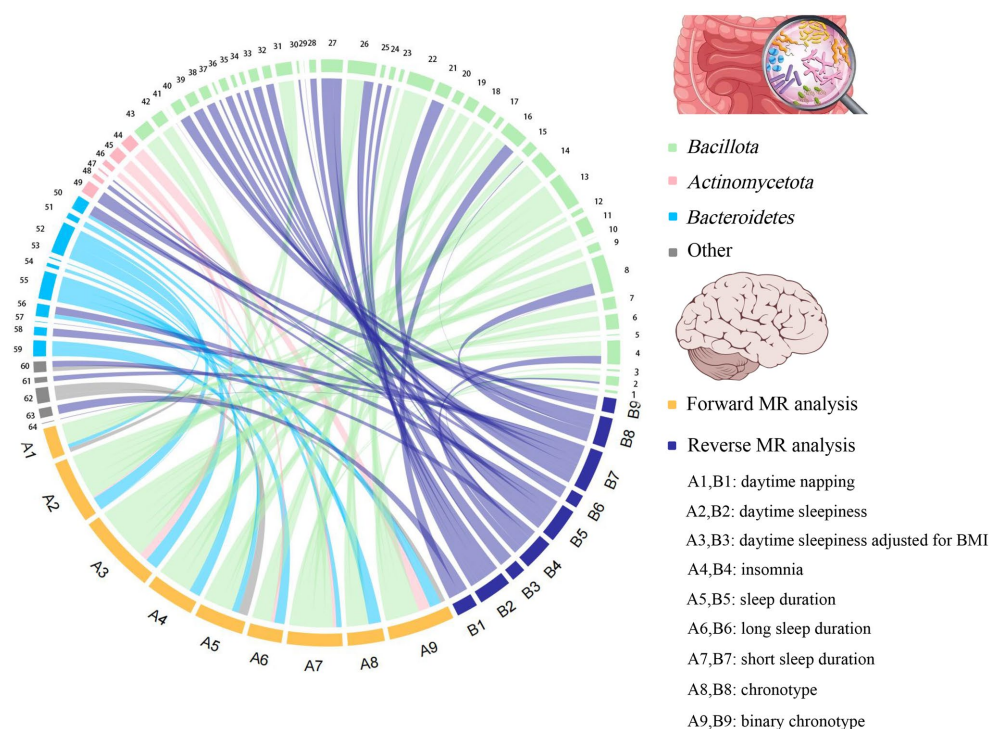 30
29
28
27
26
25
24
23
22
21
20
19
18
17
16
15
14
13
12
11
10
9
8
7
6
5
4
3
2
1
31
32
33
34
35
36
37
38
39
40
41
42
43
44
45
46
47
48
49
50
51
52
53
54
55
56
57
58
59
60
61
62
63
64
A1
A2
A3
A4
A5
A6
A7
A8
A9
B1
B2
B3
B4
B5
B6
B7
B8
B9
Bacillota
Actinomycetota
Bacteroidetes
Other
Forward MR analysis
Reverse MR analysis
A1,B1: daytime napping
A2,B2: daytime sleepiness
A3,B3: daytime sleepiness adjusted for BMI
A4,B4: insomnia
A5,B5: sleep duration
A6,B6: long sleep duration
A7,B7: short sleep duration
A8,B8: chronotype
A9,B9: binary chronotype